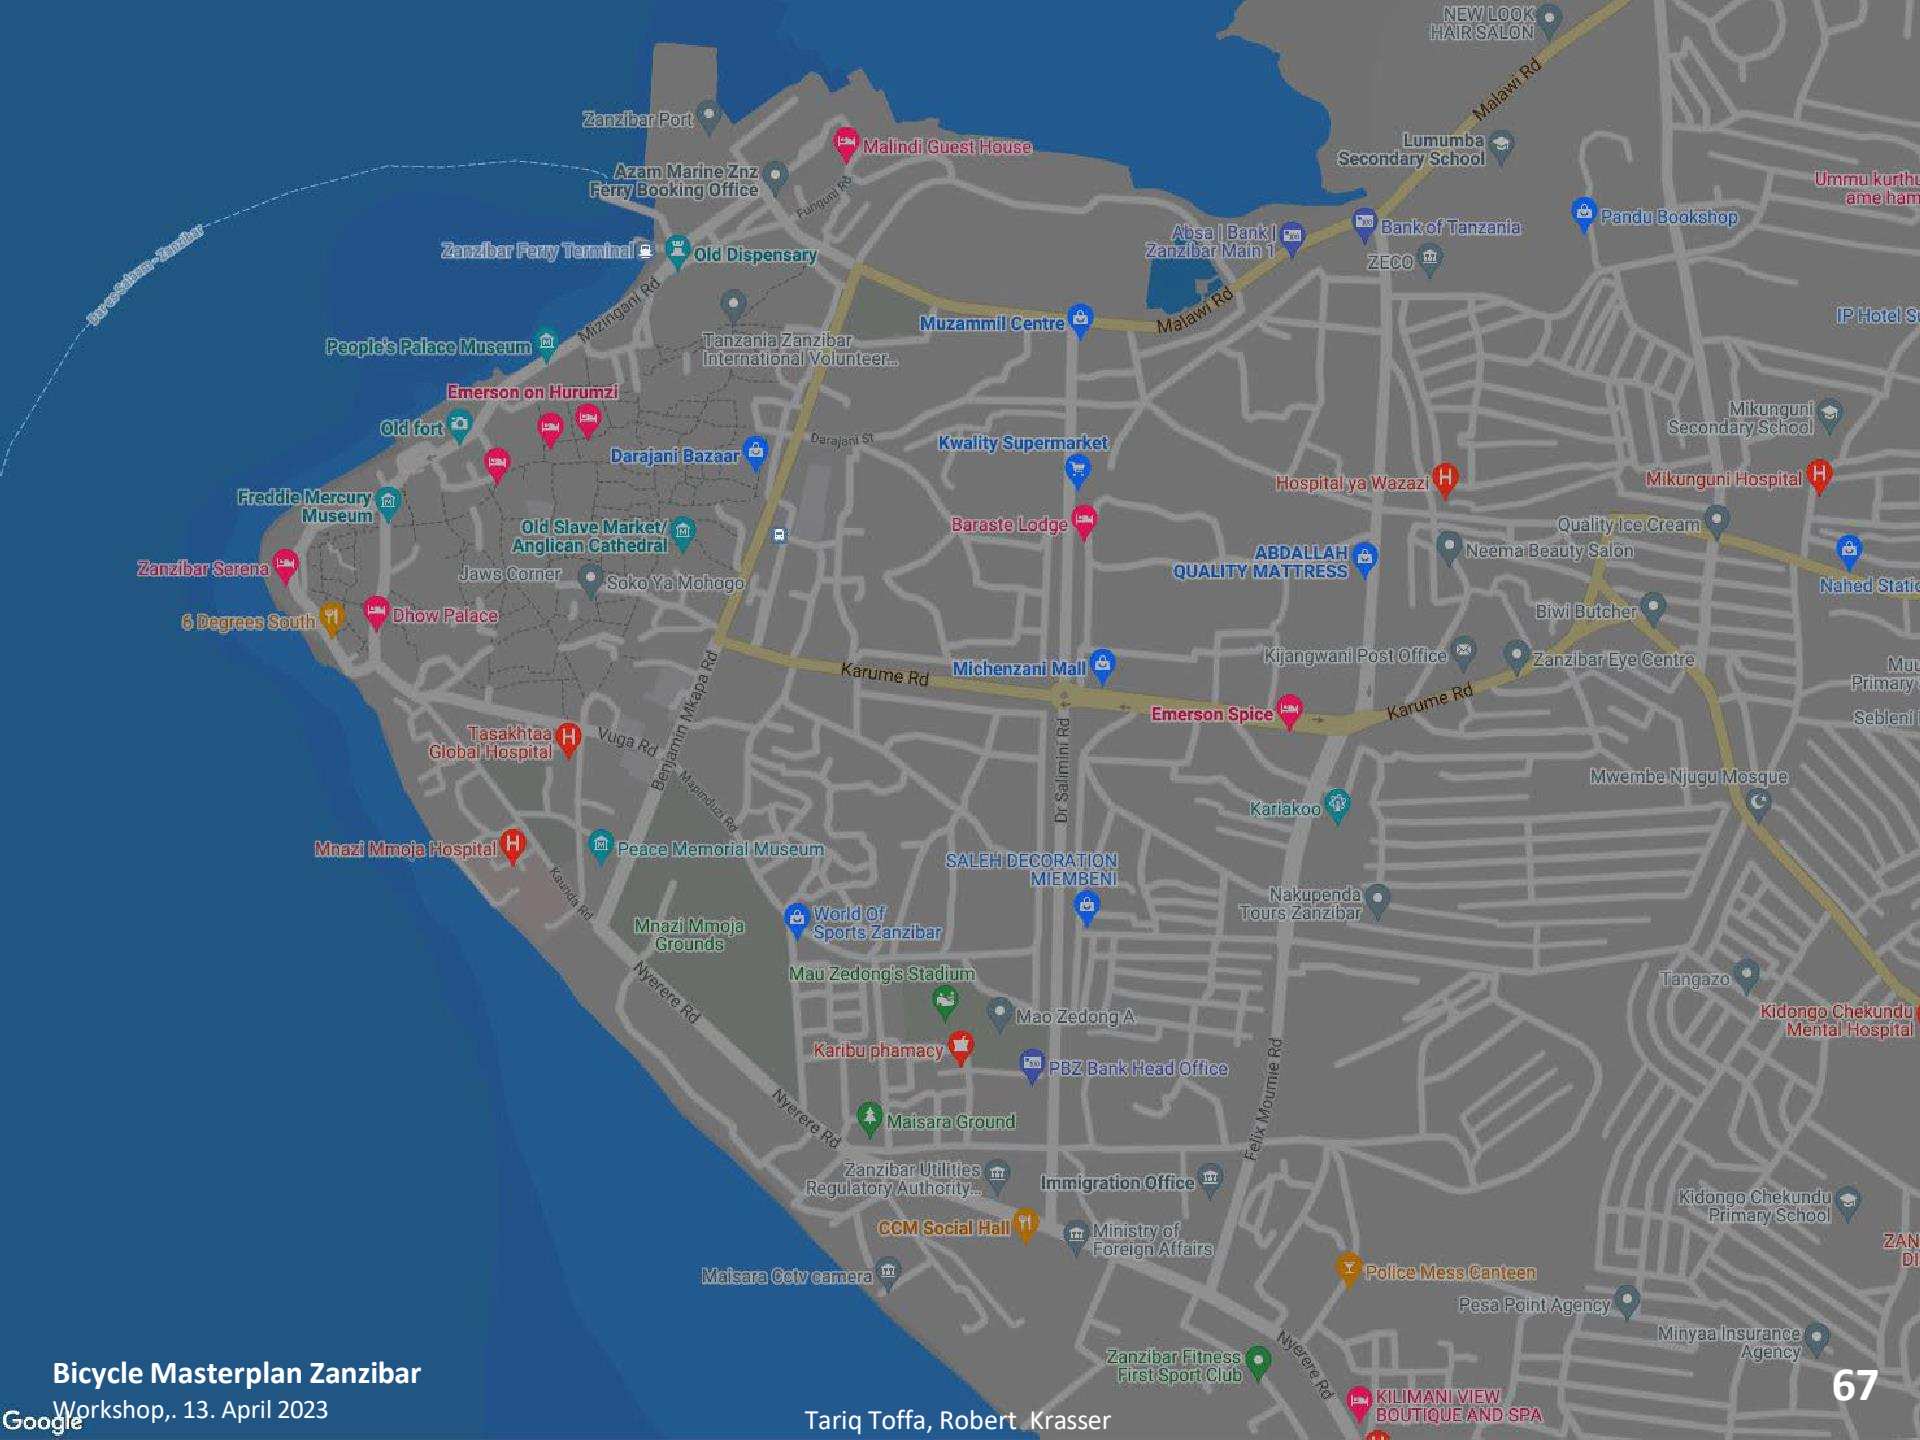 NEW LOOK
HAIR SALON
Malawi Rd
Zanzibar Port
Malindi Guest House
Lumumba
Secondary School
Azam Marine Znz
Ferry Booking Office
Funguni Rd
Ummu kurthu
ame ham
Pandu Bookshop
Absa | Bank |
Zanzibar Main 1
Bank of Tanzania
ZECO
Dar es Salaam - Zanzibar
Zanzibar Ferry Terminal
Old Dispensary
Mizingani Rd
Malawi Rd
Muzammil Centre
IP Hotel S
People's Palace Museum
Tanzania Zanzibar
International Volunteer...
Emerson on Hurumzi
Old fort
Darajani St
Darajani Bazaar
Kwality Supermarket
Mikunguni
Secondary School
Hospital ya Wazazi
Mikunguni Hospital
Freddie Mercury
Museum
Old Slave Market/
Anglican Cathedral
Baraste Lodge
Quality Ice Cream
Neema Beauty Salon
ABDALLAH
QUALITY MATTRESS
Zanzibar Serena
Jaws Corner
Soko Ya Mohogo
Nahed Static
6 Degrees South
Dhow Palace
Biwi Butcher
Kijangwani Post Office
Zanzibar Eye Centre
Karume Rd
Michenzani Mall
Muu
Primary
Benjamin Mkapa Rd
Emerson Spice
Karume Rd
Sebleni
Tasakhtaa
Global Hospital
Vuga Rd
Mapinduzi Rd
Dr Salimini Rd
Mwembe Njugu Mosque
Kariakoo
Mnazi Mmoja Hospital
Peace Memorial Museum
SALEH DECORATION
MIEMBENI
Kaunda Rd
Nakupenda
Tours Zanzibar
World Of
Sports Zanzibar
Mnazi Mmoja
Grounds
Mau Zedong's Stadium
Nyerere Rd
Tangazo
Mao Zedong A
Kidongo Chekundu
Mental Hospital
Karibu phamacy
PBZ Bank Head Office
Felix Moumie Rd
Nyerere Rd
Maisara Ground
Zanzibar Utilities
Regulatory Authority...
Immigration Office
Kidongo Chekundu
Primary School
CCM Social Hall
Ministry of
Foreign Affairs
ZAN
DI
Maisara Cctv camera
Police Mess Canteen
Pesa Point Agency
Minyaa Insurance
Agency
Zanzibar Fitness
First Sport Club
Nyerere Rd
KILIMANI VIEW
BOUTIQUE AND SPA
Bicycle Masterplan Zanzibar
Workshop,. 13. April 2023
Google
Tariq Toffa, Robert Krasser
67